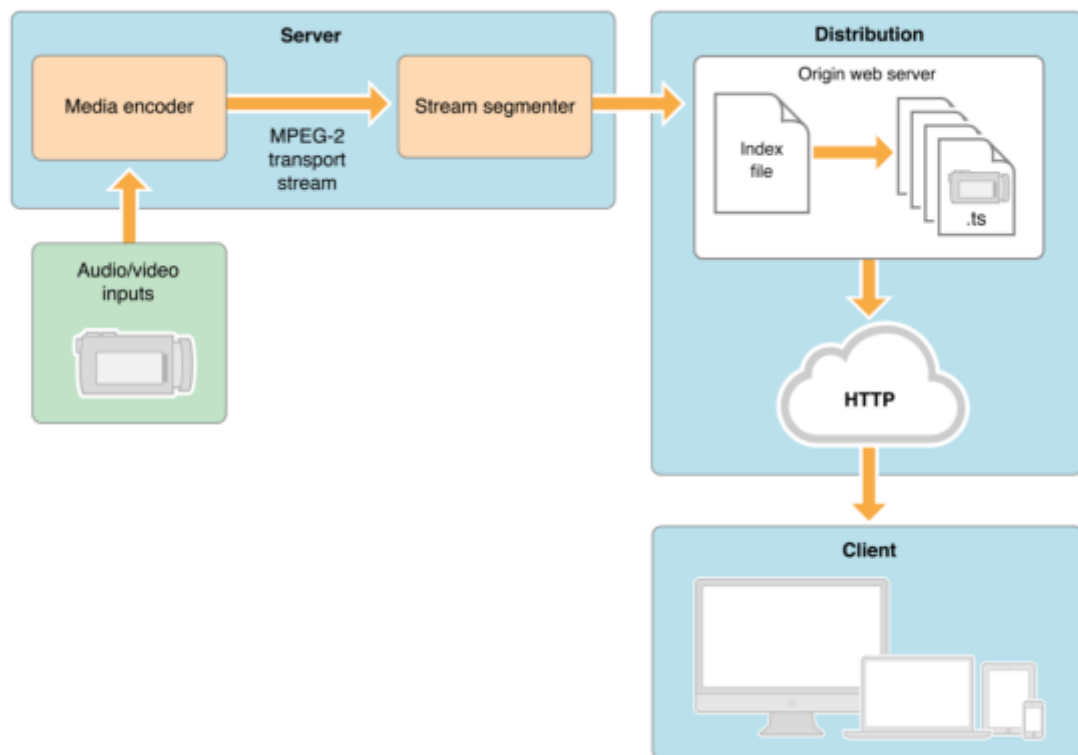 Server
Media encoder
MPEG-2
transport
stream
Stream segmenter
Audio/video
inputs
Distribution
Origin web server
Index
file
.ts
HTTP
Client